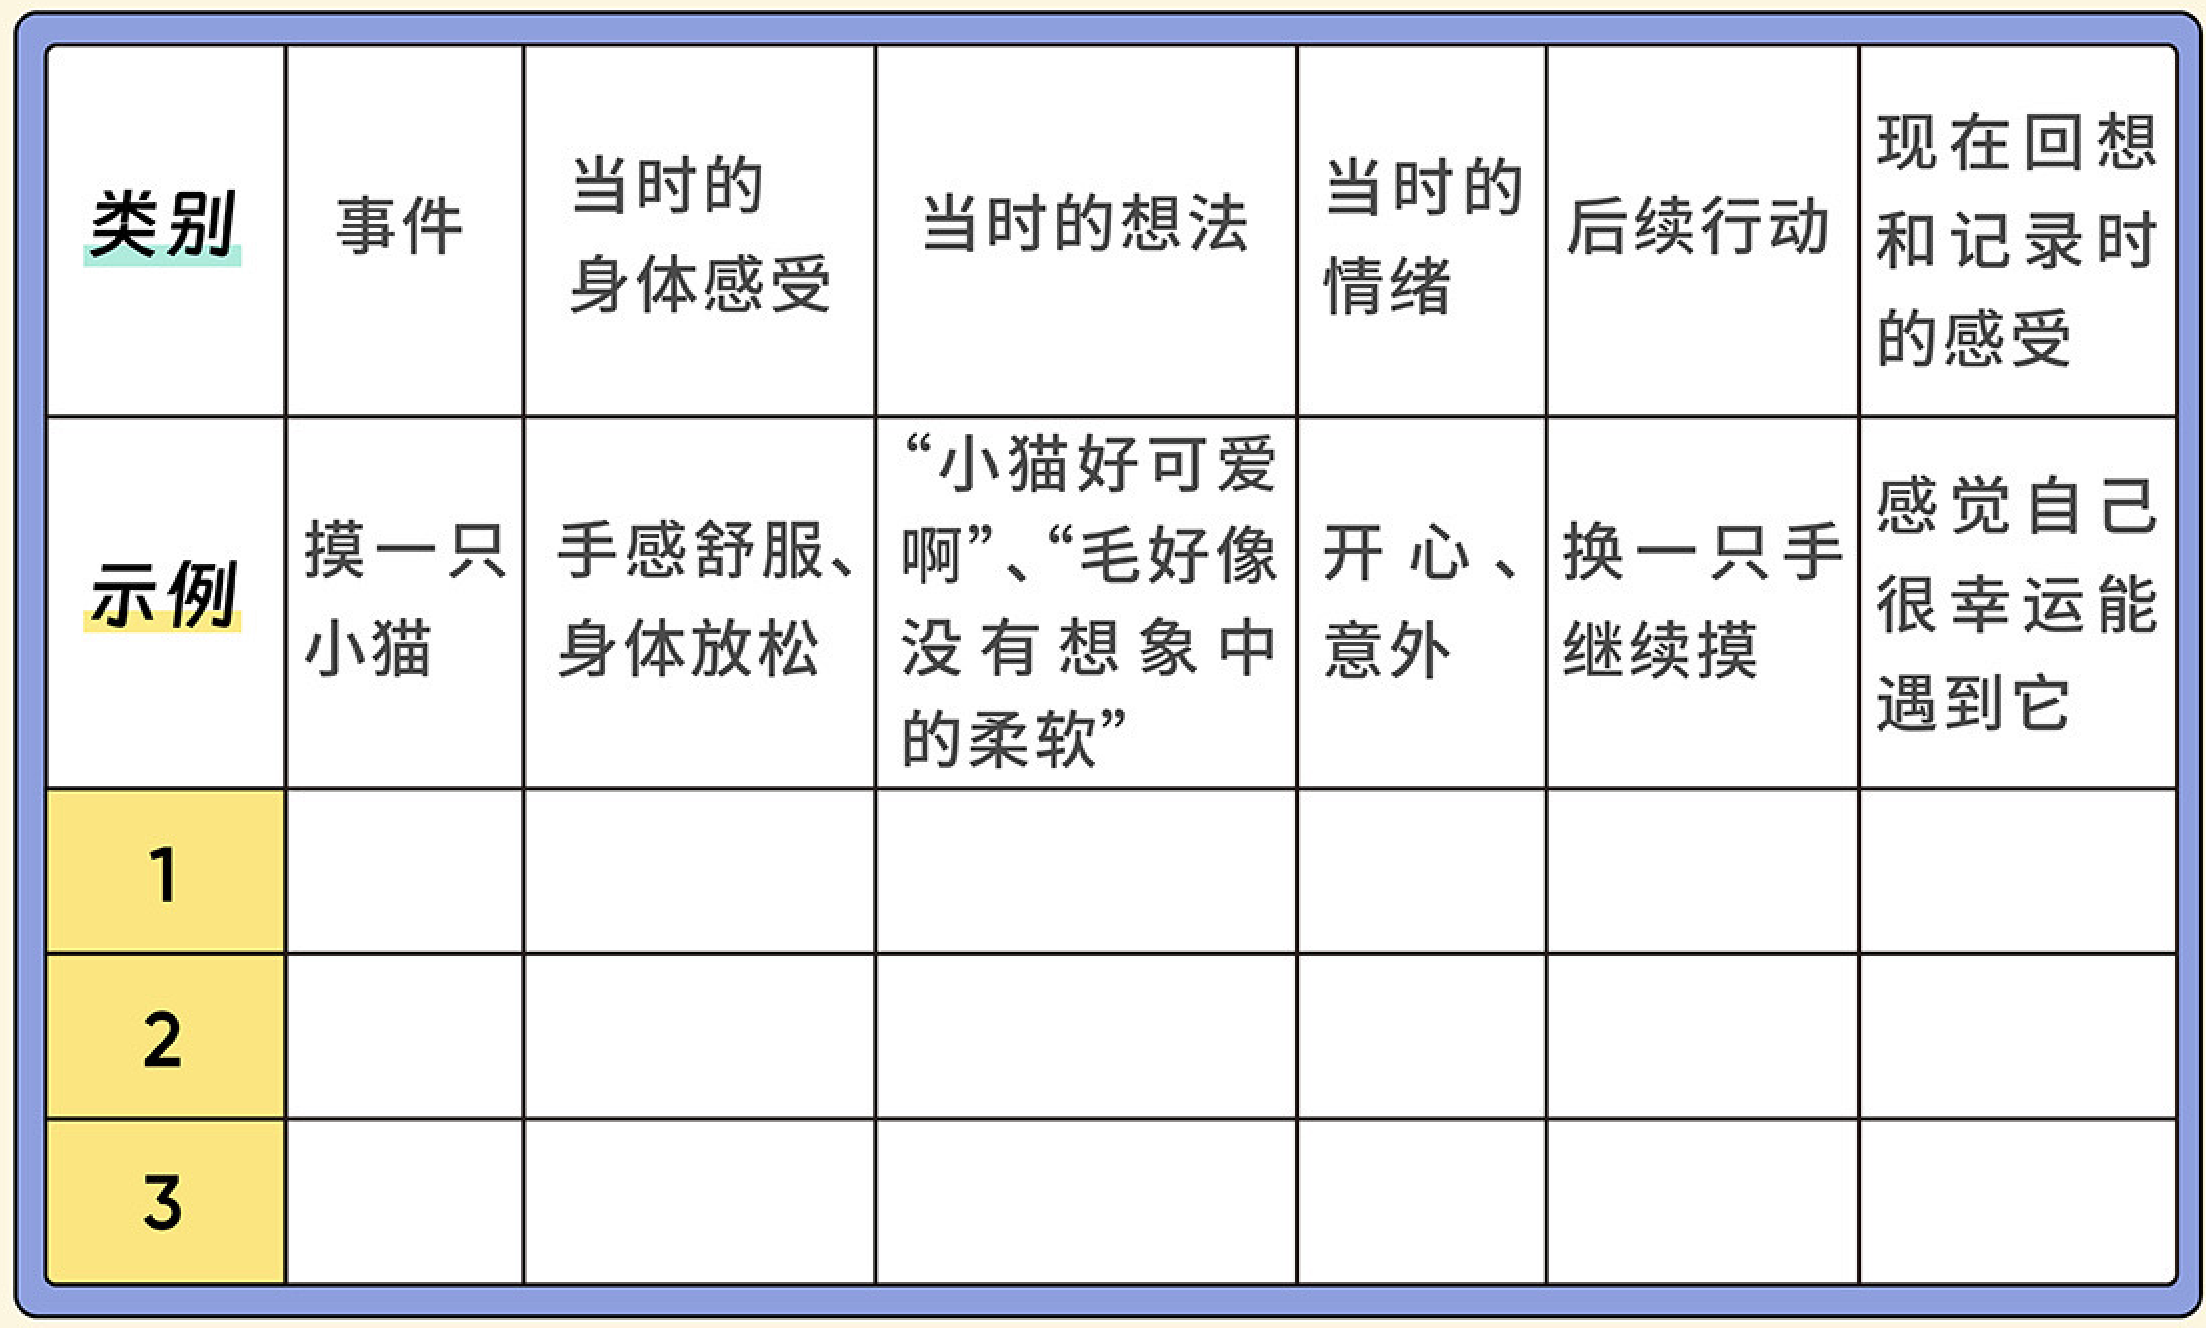 类别
事件
当时的
身体感受
当时的想法
当时的
情绪
后续行动
现在回想
和记录时
的感受
示例
摸一只
小猫
手感舒服、
身体放松
“小猫好可爱
啊”、“毛好像
没有想象中
的柔软”
开心、
意外
换一只手
继续摸
感觉自己
很幸运能
遇到它
1
2
3